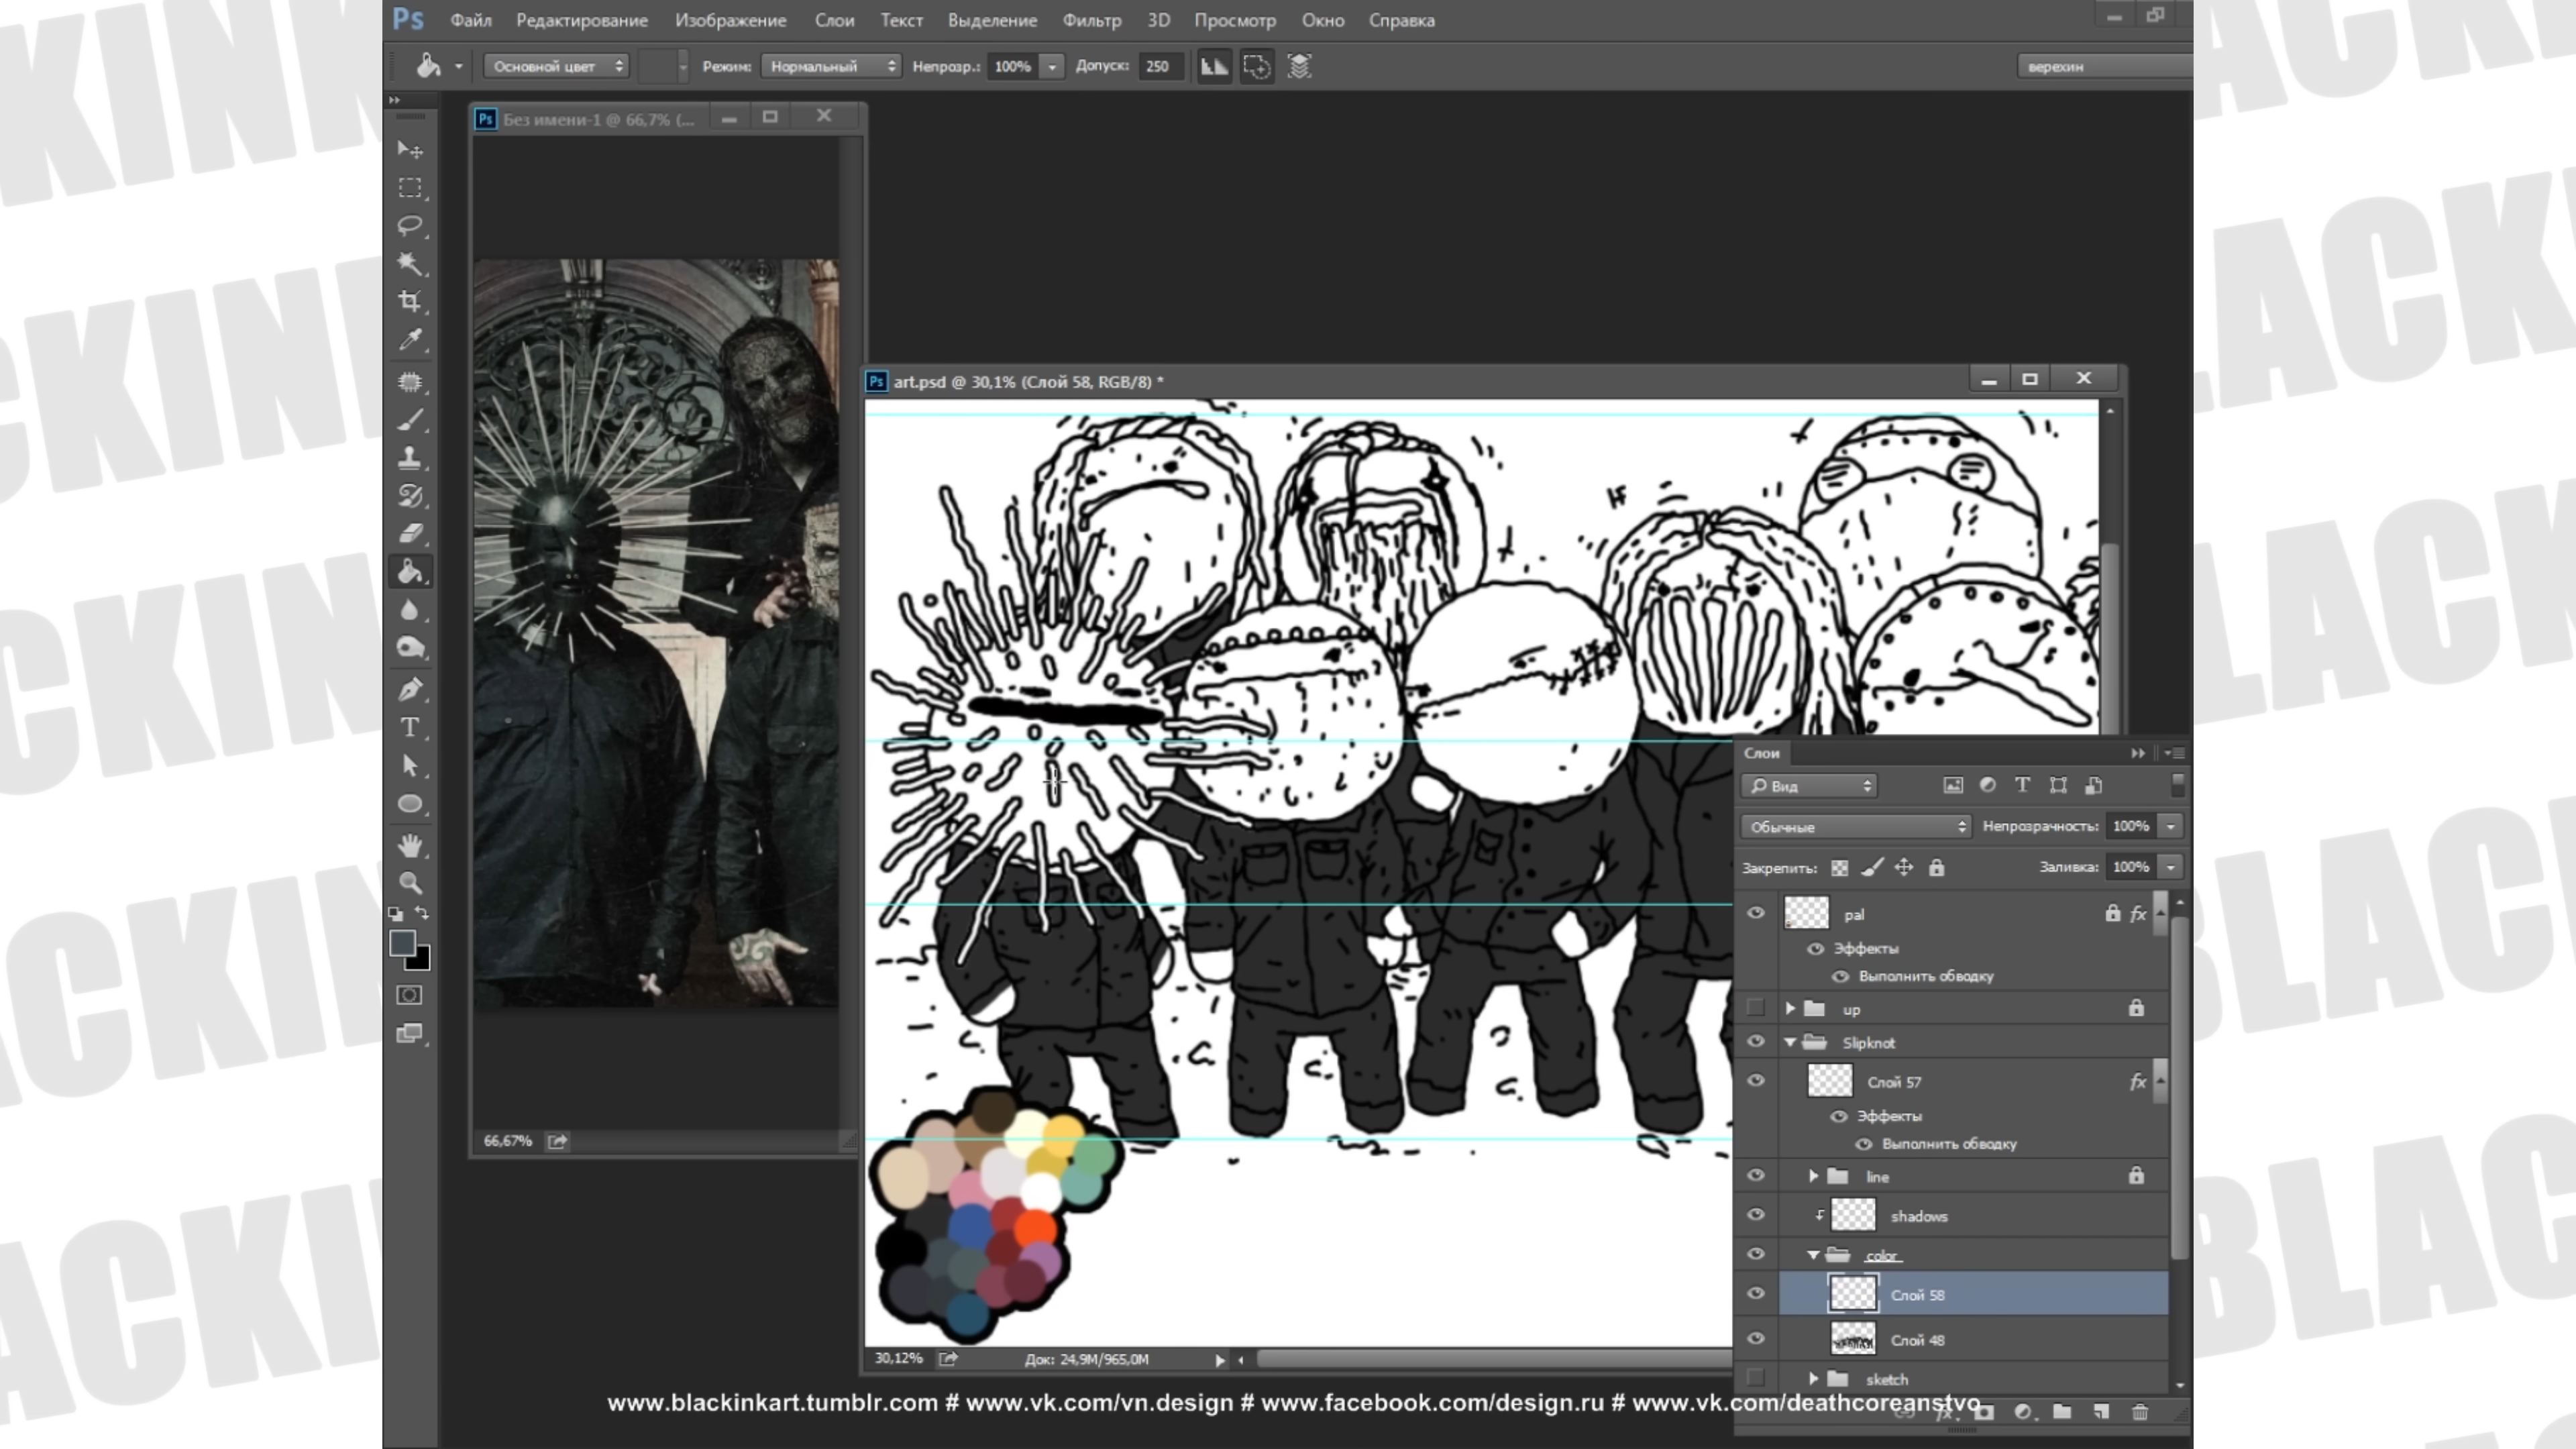 Ps Файл Редактирование Изображение Слои Текст Выделение Фильтр 3D Просмотр Окно Справка
Основной цвет Режим: Нормальный Непрозр.: 100% Допуск: 250 верехин
Ps Без имени-1 @ 66,7% (...
66,67%
Ps art.psd @ 30,1% (Слой 58, RGB/8) *
30,12% Док: 24,9M/965,0M
Слои
Вид
Обычные Непрозрачность: 100%
Закрепить: Заливка: 100%
pal fx
Эффекты
Выполнить обводку
up
Slipknot
Слой 57 fx
Эффекты
Выполнить обводку
line
shadows
color
Слой 58
Слой 48
sketch
www.blackinkart.tumblr.com # www.vk.com/vn.design # www.facebook.com/design.ru # www.vk.com/deathcoreanstvo